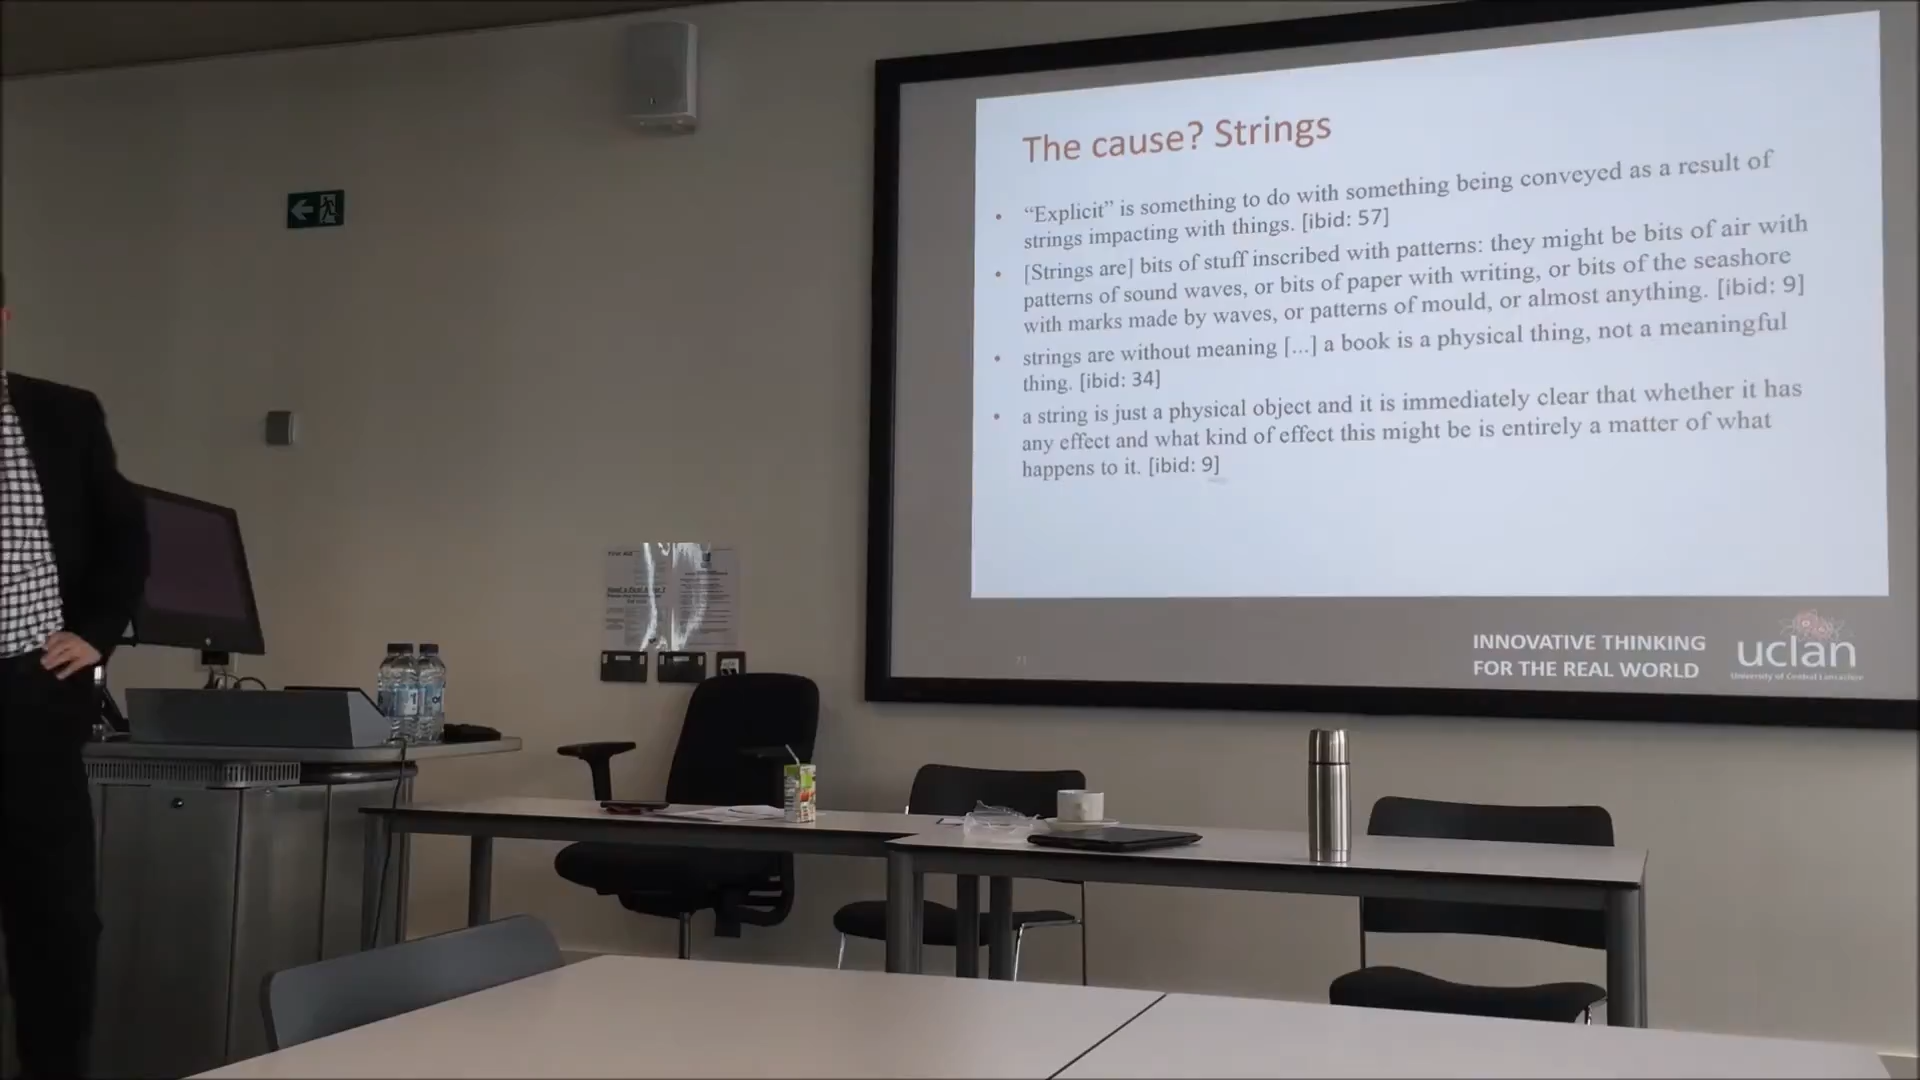 The cause? Strings
• “Explicit” is something to do with something being conveyed as a result of
strings impacting with things. [ibid: 57]
• [Strings are] bits of stuff inscribed with patterns: they might be bits of air with
patterns of sound waves, or bits of paper with writing, or bits of the seashore
with marks made by waves, or patterns of mould, or almost anything. [ibid: 9]
• strings are without meaning [...] a book is a physical thing, not a meaningful
thing. [ibid: 34]
• a string is just a physical object and it is immediately clear that whether it has
any effect and what kind of effect this might be is entirely a matter of what
happens to it. [ibid: 9]
INNOVATIVE THINKING
FOR THE REAL WORLD
uclan
University of Central Lancashire
First Aid